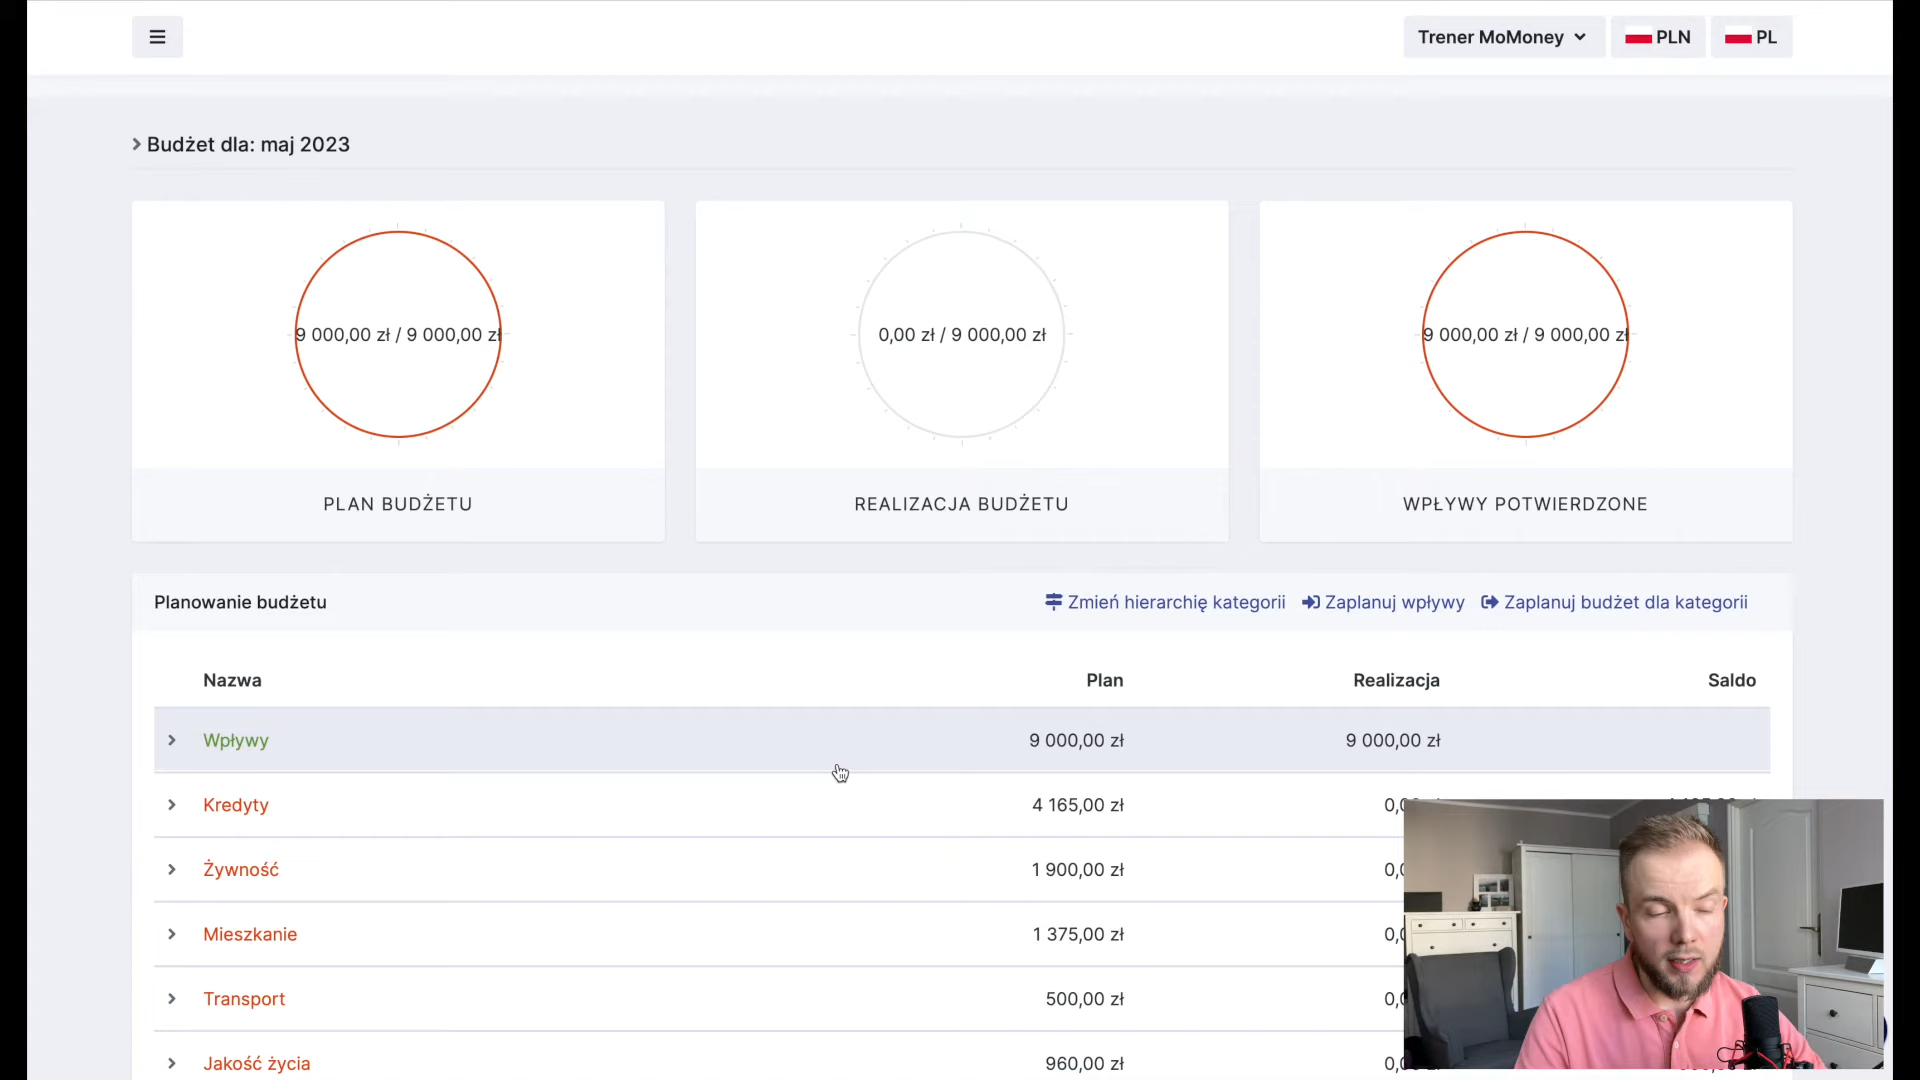 Trener MoMoney
PLN
PL
Budżet dla: maj 2023
9 000,00 zł / 9 000,00 zł
0,00 zł / 9 000,00 zł
9 000,00 zł / 9 000,00 zł
PLAN BUDŻETU
REALIZACJA BUDŻETU
WPŁYWY POTWIERDZONE
Planowanie budżetu
Zmień hierarchię kategorii
Zaplanuj wpływy
Zaplanuj budżet dla kategorii
Nazwa Plan Realizacja Saldo
Wpływy 9 000,00 zł 9 000,00 zł
Kredyty 4 165,00 zł
Żywność 1 900,00 zł
Mieszkanie 1 375,00 zł
Transport 500,00 zł
Jakość życia 960,00 zł